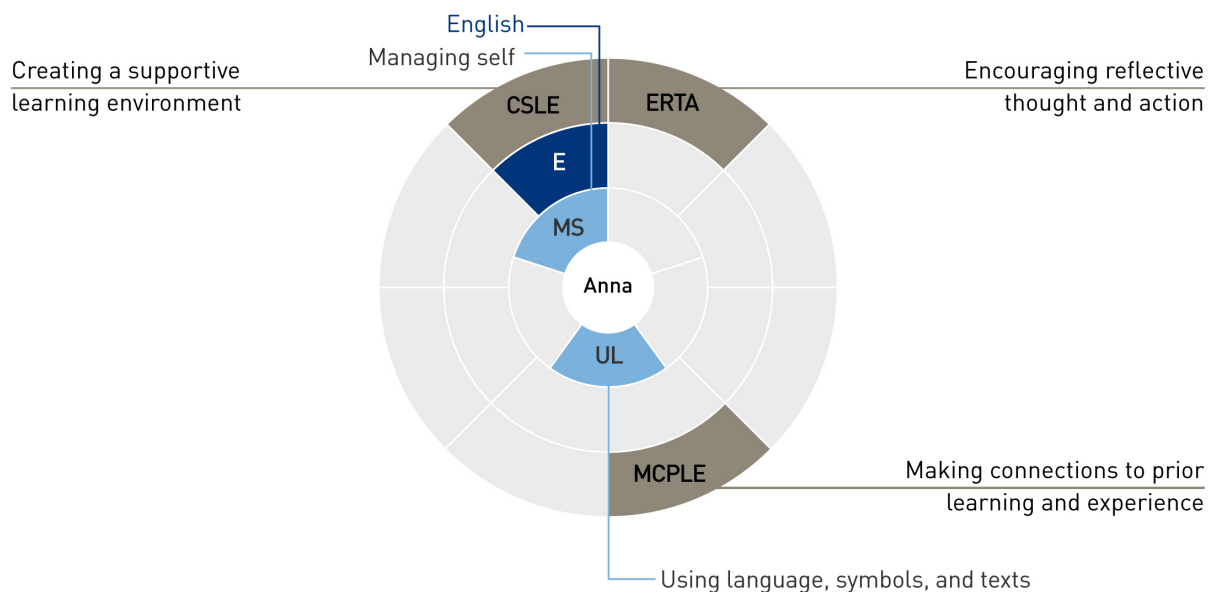 English
Managing self
Creating a supportive
learning environment
Encouraging reflective
thought and action
CSLE
ERTA
E
MS
Anna
UL
MCPLE
Making connections to prior
learning and experience
Using language, symbols, and texts